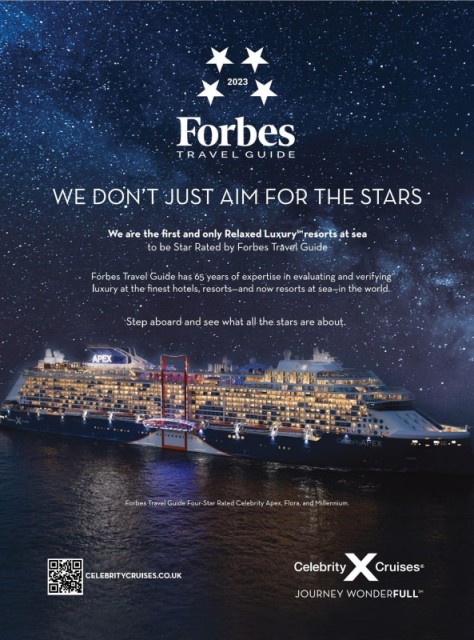 2023
Forbes
TRAVEL GUIDE
WE DON'T JUST AIM FOR THE STARS
We are the first and only Relaxed Luxury℠ resorts at sea
to be Star Rated by Forbes Travel Guide
Forbes Travel Guide has 65 years of expertise in evaluating and verifying
luxury at the finest hotels, resorts—and now resorts at sea—in the world.
Step aboard and see what all the stars are about.
APEX
Forbes Travel Guide Four-Star Rated Celebrity Apex, Flora, and Millennium.
CELEBRITYCRUISES.CO.UK
Celebrity X Cruises®
JOURNEY WONDERFULL℠